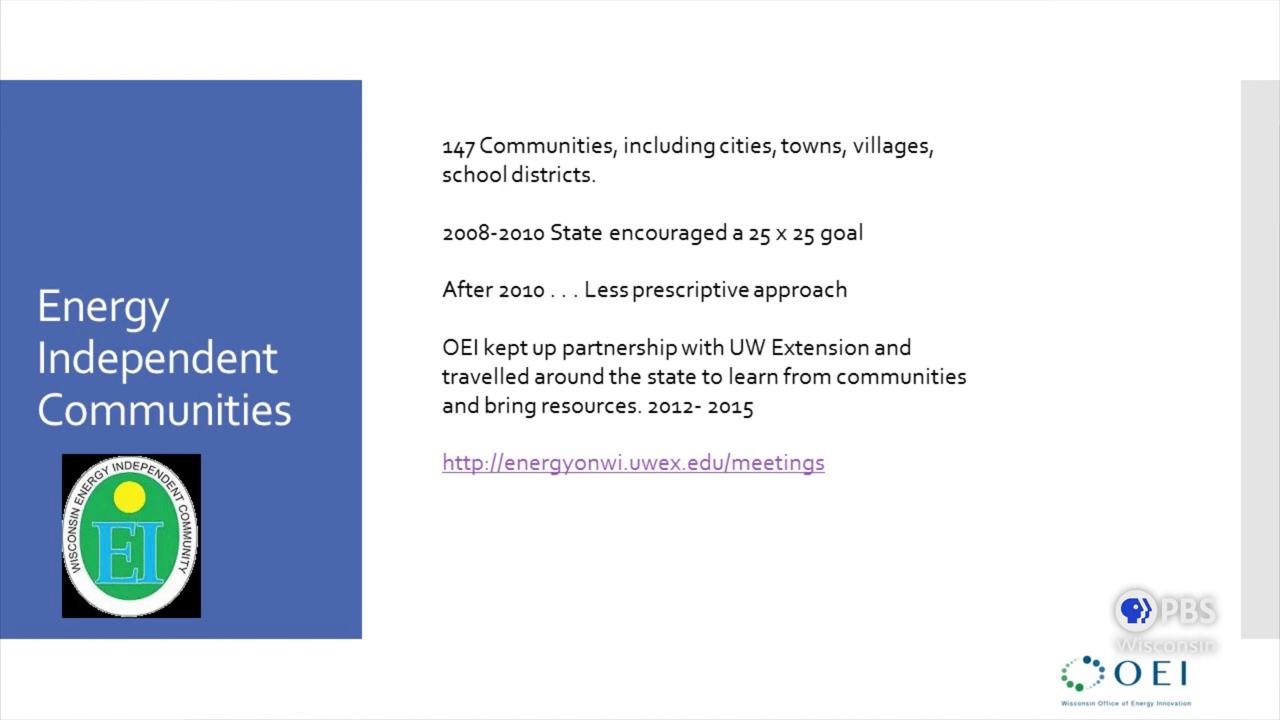 Energy
Independent
Communities
WISCONSIN ENERGY INDEPENDENT COMMUNITY
EI
147 Communities, including cities, towns, villages,
school districts.
2008-2010 State encouraged a 25 x 25 goal
After 2010 . . . Less prescriptive approach
OEI kept up partnership with UW Extension and
travelled around the state to learn from communities
and bring resources. 2012- 2015
http://energyonwi.uwex.edu/meetings
PBS
Wisconsin
OEI
Wisconsin Office of Energy Innovation